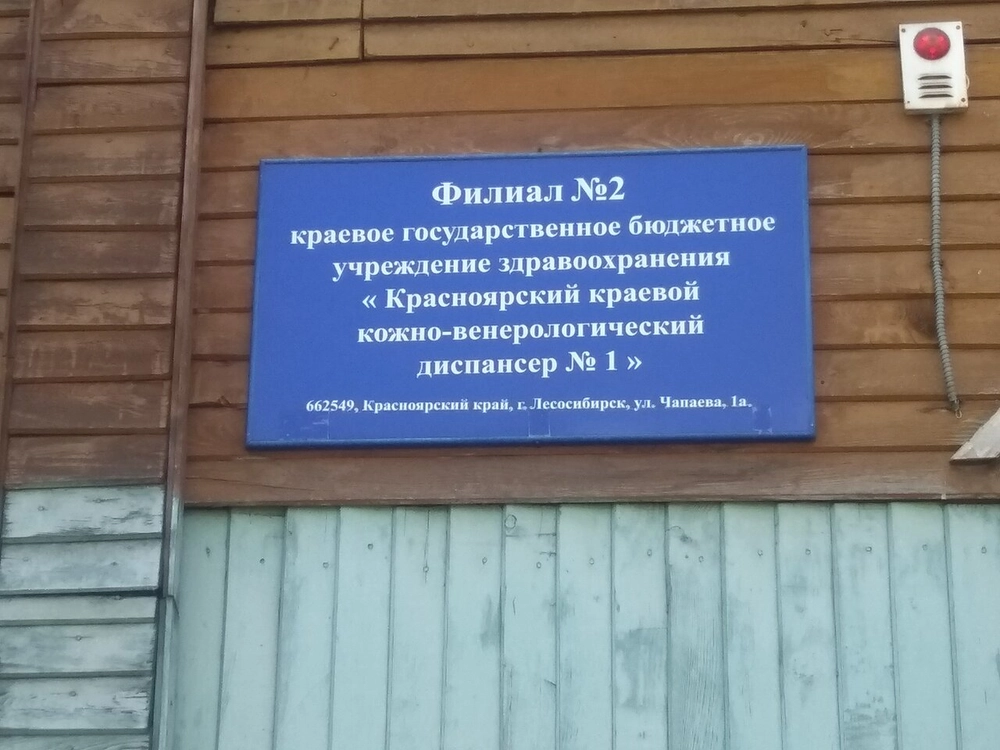 Филиал №2
краевое государственное бюджетное
учреждение здравоохранения
« Красноярский краевой
кожно-венерологический
диспансер № 1 »
662549, Красноярский край, г. Лесосибирск, ул. Чапаева, 1а.